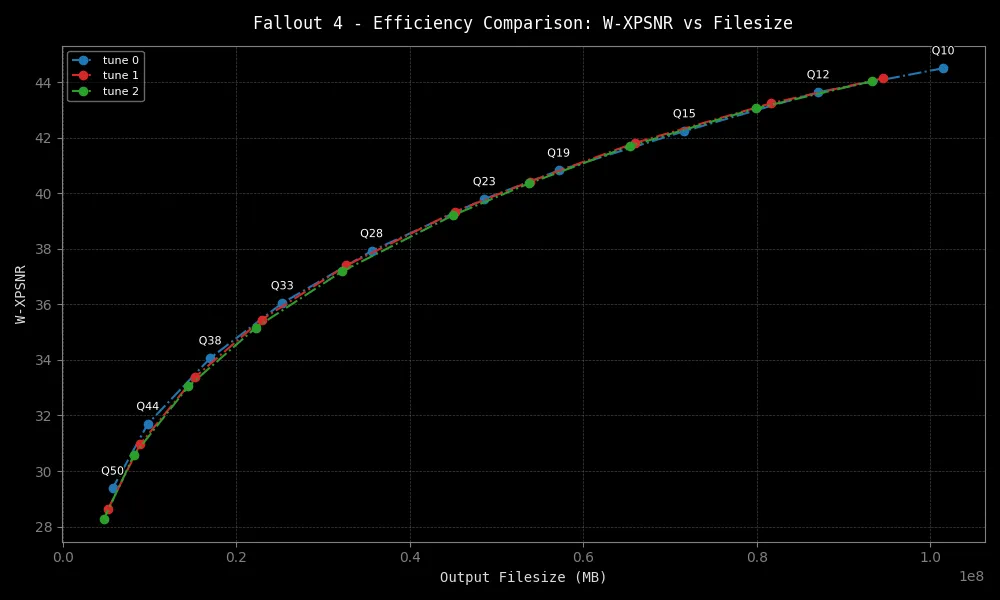 Fallout 4 - Efficiency Comparison: W-XPSNR vs Filesize
tune 0
tune 1
tune 2
Q10
Q12
Q15
Q19
Q23
Q28
Q33
Q38
Q44
Q50
44
42
40
38
36
34
32
30
28
W-XPSNR
0.0 0.2 0.4 0.6 0.8 1.0
1e8
Output Filesize (MB)